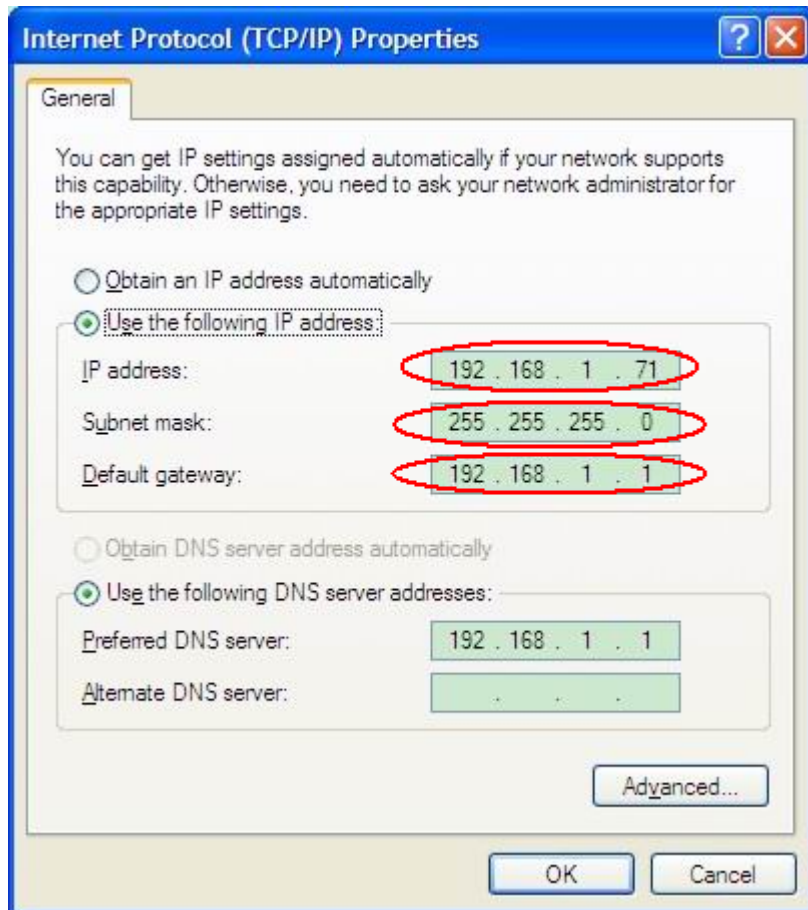 Internet Protocol (TCP/IP) Properties
General
You can get IP settings assigned automatically if your network supports
this capability. Otherwise, you need to ask your network administrator for
the appropriate IP settings.
Obtain an IP address automatically
Use the following IP address:
IP address: 192 . 168 . 1 . 71
Subnet mask: 255 . 255 . 255 . 0
Default gateway: 192 . 168 . 1 . 1
Obtain DNS server address automatically
Use the following DNS server addresses:
Preferred DNS server: 192 . 168 . 1 . 1
Alternate DNS server: . . .
Advanced...
OK Cancel